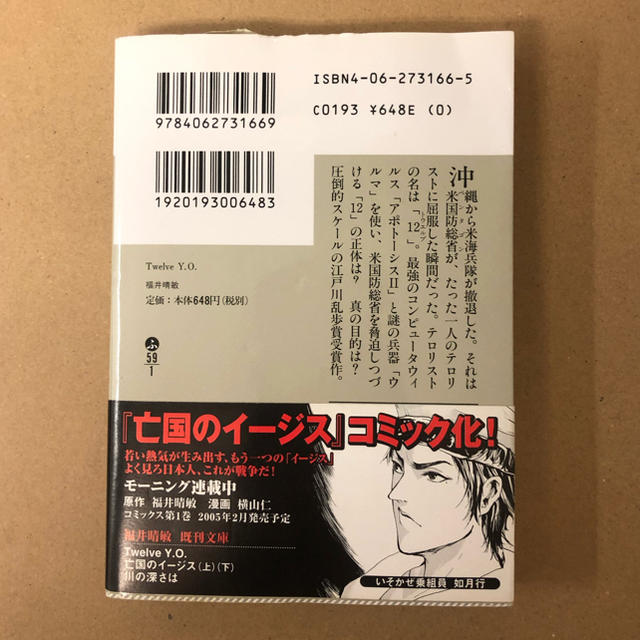 ISBN4-06-273166-5
C0193 ¥648E (0)
9784062731669
1920193006483
沖縄から米海兵隊が撤退した。それは
米国防総省が、たった一人のテロリ
ストに屈服した瞬間だった。テロリスト
の名は「12」。最強のコンピュータウィ
ルス「アポトーシスⅡ」と謎の兵器「ウ
ルマ」を使い、米国防総省を脅迫しつづ
ける「12」の正体は? 真の目的は?
圧倒的スケールの江戸川乱歩賞受賞作。
ペンタゴン
トウエルブ
Twelve Y.O.
福井晴敏
定価:本体648円(税別)
ふ
59
1
『亡国のイージス』コミック化!
若い熱気が生み出す、もう一つの「イージス」
よく見ろ日本人、これが戦争だ!
モーニング連載中
原作 福井晴敏 漫画 横山仁
コミックス第1巻 2005年2月発売予定
福井晴敏 既刊文庫
Twelve Y.O.
亡国のイージス(上)(下)
川の深さは
いそかぜ乗組員 如月行